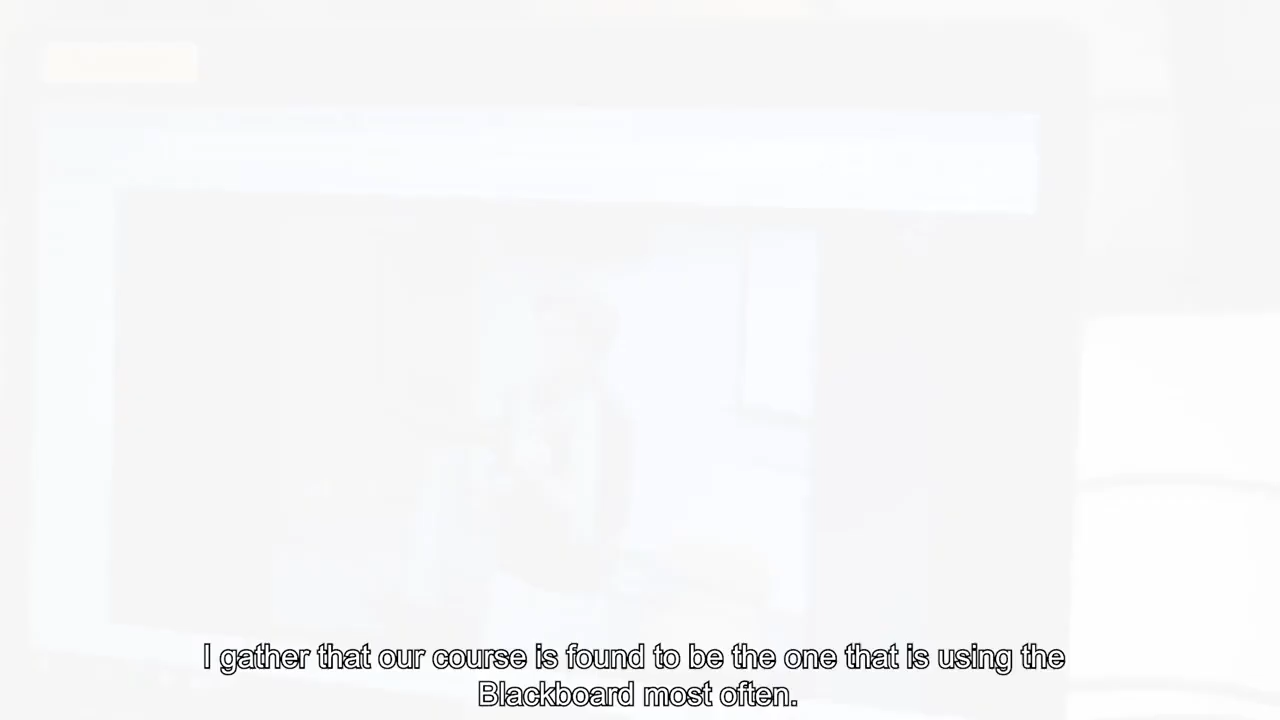 I gather that our course is found to be the one that is using the
Blackboard most often.